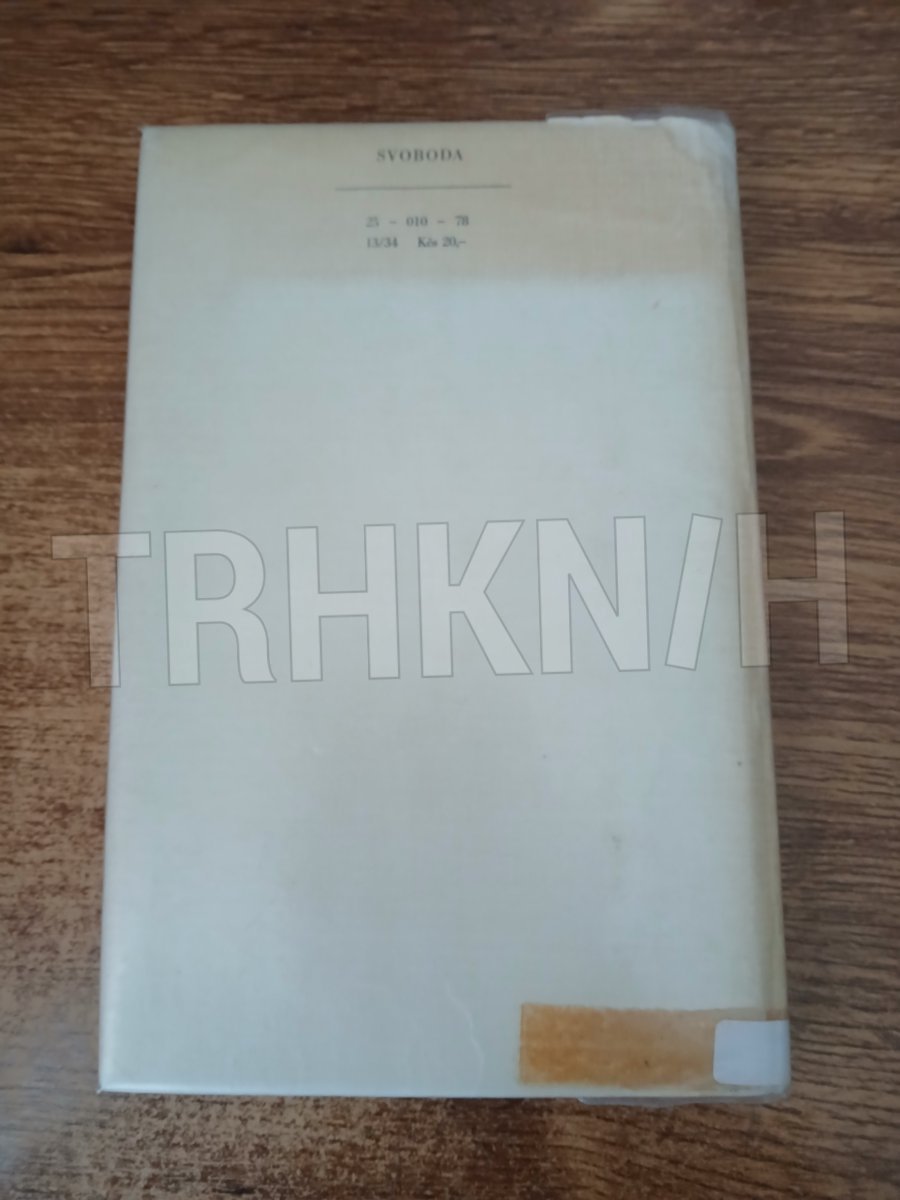 SVOBODA
25 – 010 – 78
13/34 Kčs 20,–
TRHKNIH